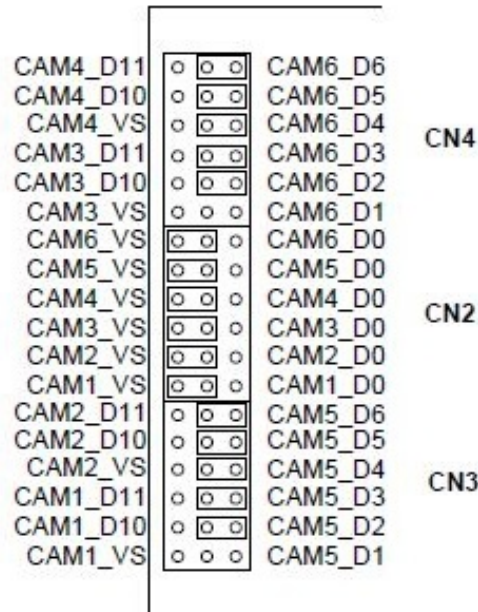 CAM4_D11 CAM6_D6
CAM4_D10 CAM6_D5
CAM4_VS CAM6_D4
CN4
CAM3_D11 CAM6_D3
CAM3_D10 CAM6_D2
CAM3_VS CAM6_D1
CAM6_VS CAM6_D0
CAM5_VS CAM5_D0
CAM4_VS CAM4_D0
CN2
CAM3_VS CAM3_D0
CAM2_VS CAM2_D0
CAM1_VS CAM1_D0
CAM2_D11 CAM5_D6
CAM2_D10 CAM5_D5
CAM2_VS CAM5_D4
CN3
CAM1_D11 CAM5_D3
CAM1_D10 CAM5_D2
CAM1_VS CAM5_D1